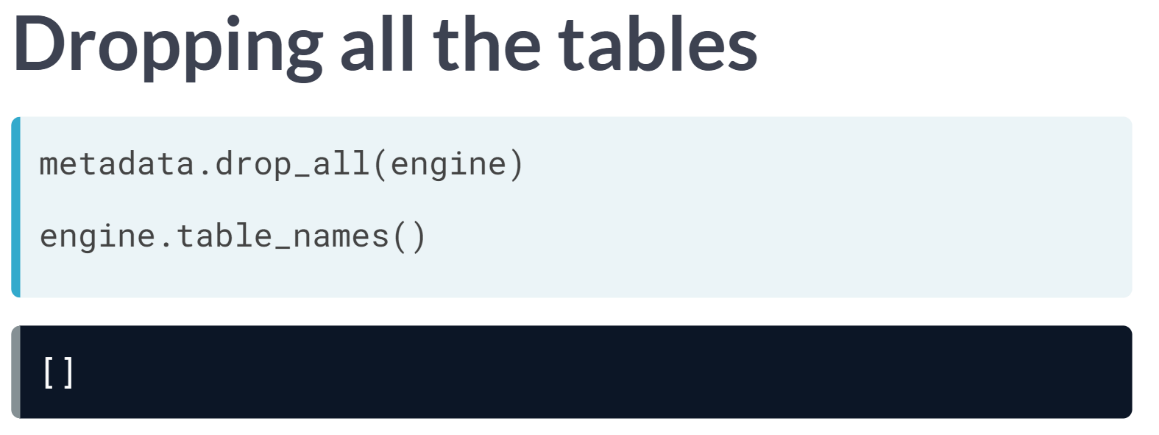 Dropping all the tables
metadata.drop_all(engine)
engine.table_names()
[]